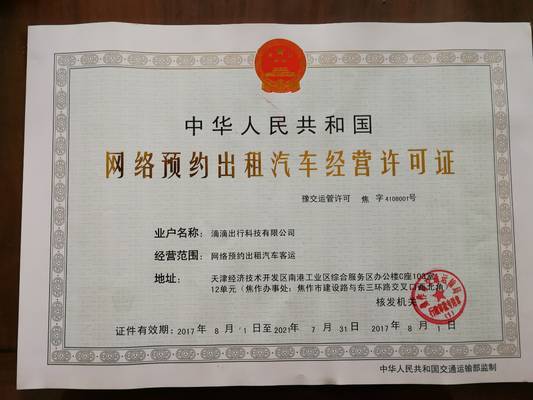 中华人民共和国
网络预约出租汽车经营许可证
豫交运管许可 焦 字 4108001号
业户名称： 滴滴出行科技有限公司
经营范围： 网络预约出租汽车客运
地址： 天津经济技术开发区南港工业区综合服务区办公楼C座103室
12单元（焦作办事处：焦作市建设路与东三环路交叉口西北角）
核发机关
证件有效期：2017 年 8 月 1 日至 2021 年 7 月 31 日 2017 年 8 月 1 日
中华人民共和国交通运输部监制